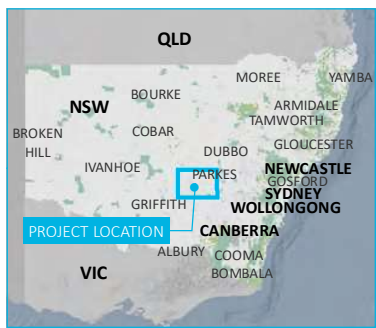 QLD
MOREE
YAMBA
BOURKE
NSW
ARMIDALE
TAMWORTH
BROKEN
HILL
COBAR
GLOUCESTER
DUBBO
IVANHOE
NEWCASTLE
PARKES
GOSFORD
SYDNEY
GRIFFITH
WOLLONGONG
PROJECT LOCATION
CANBERRA
ALBURY
COOMA
VIC
BOMBALA